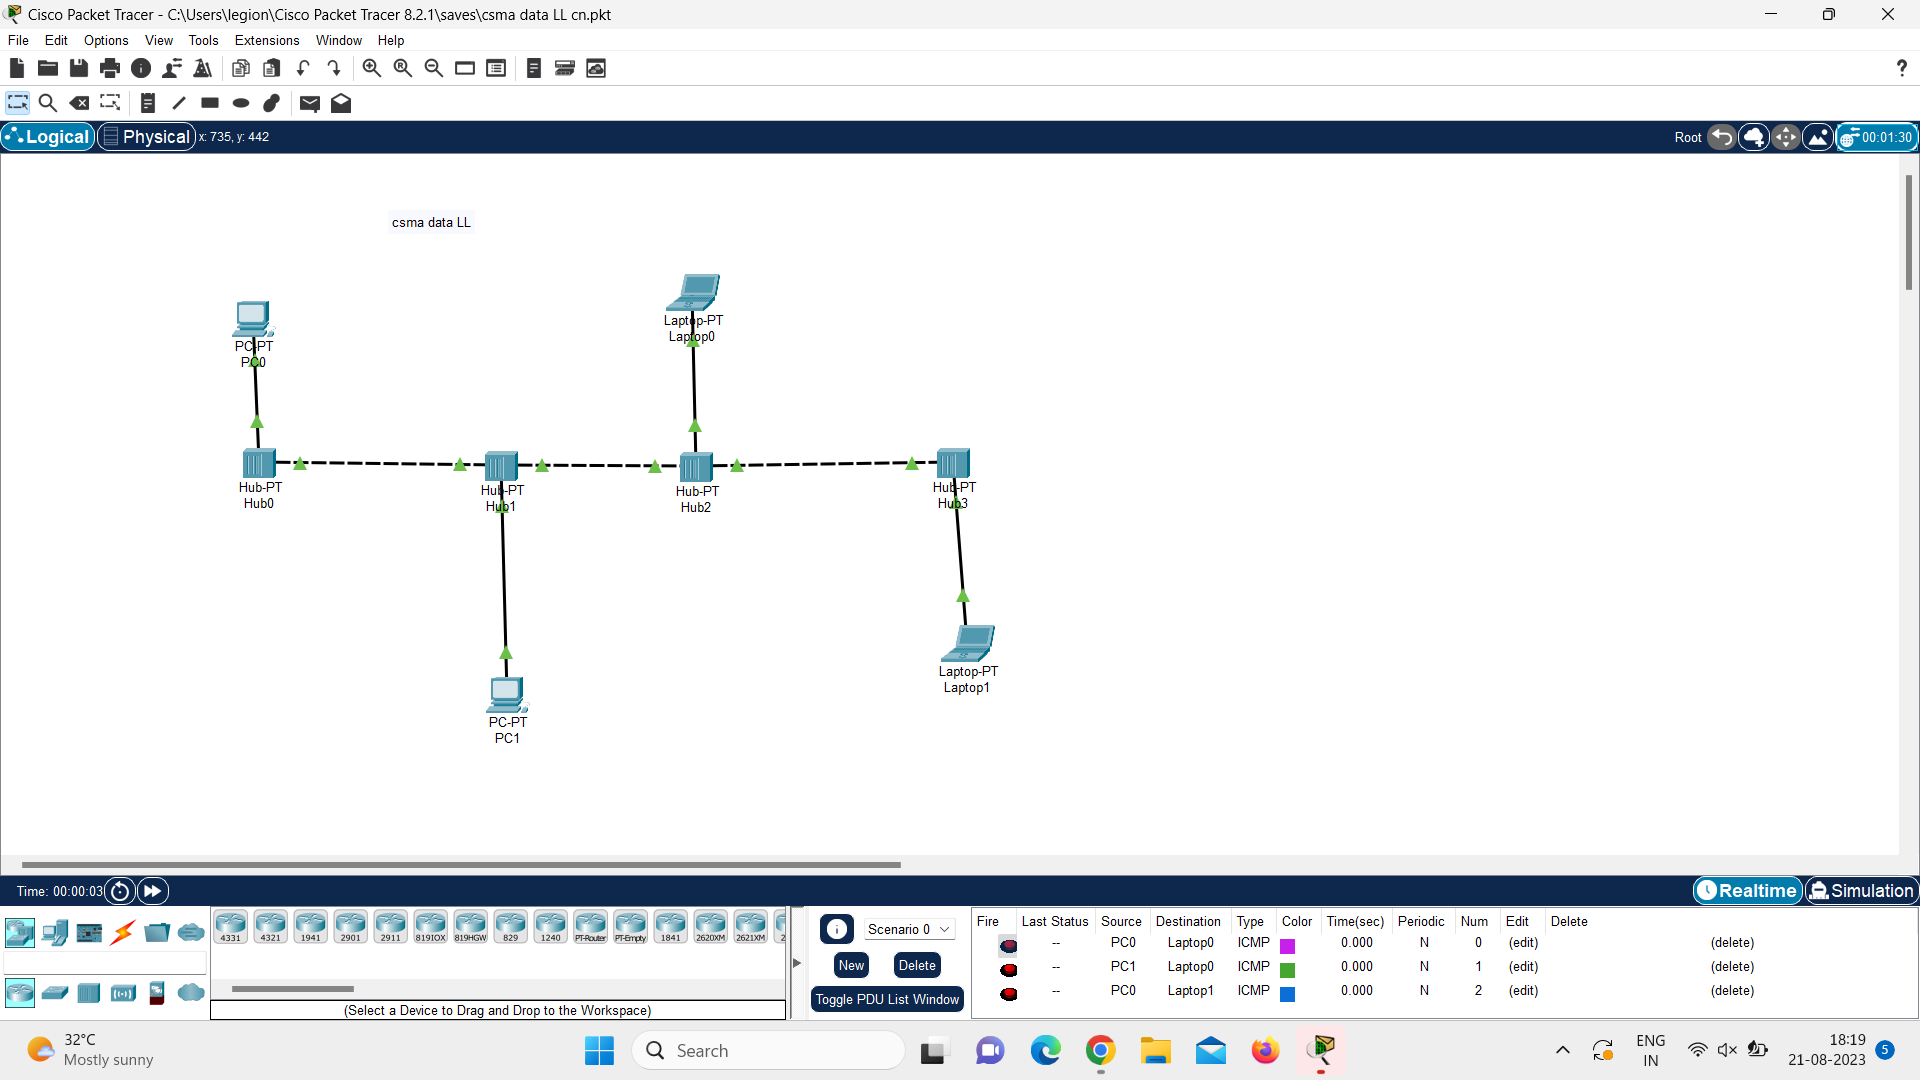 Cisco Packet Tracer - C:\Users\legion\Cisco Packet Tracer 8.2.1\saves\csma data LL cn.pkt
File Edit Options View Tools Extensions Window Help
?
Logical Physical x: 735, y: 442 Root 00:01:30
csma data LL
Laptop-PT
Laptop0
PC-PT
PC0
Hub-PT
Hub0
Hub-PT
Hub1
Hub-PT
Hub2
Hub-PT
Hub3
Laptop-PT
Laptop1
PC-PT
PC1
Time: 00:00:03 Realtime Simulation
4331 4321 1941 2901 2911 819IOX 819HGW 829 1240 PT-Router PT-Empty 1841 2620XM 2621XM 2
(Select a Device to Drag and Drop to the Workspace)
Scenario 0
New Delete
Toggle PDU List Window
Fire Last Status Source Destination Type Color Time(sec) Periodic Num Edit Delete
-- PC0 Laptop0 ICMP 0.000 N 0 (edit) (delete)
-- PC1 Laptop0 ICMP 0.000 N 1 (edit) (delete)
-- PC0 Laptop1 ICMP 0.000 N 2 (edit) (delete)
32°C
Mostly sunny
Search
ENG
IN
18:19
21-08-2023
5